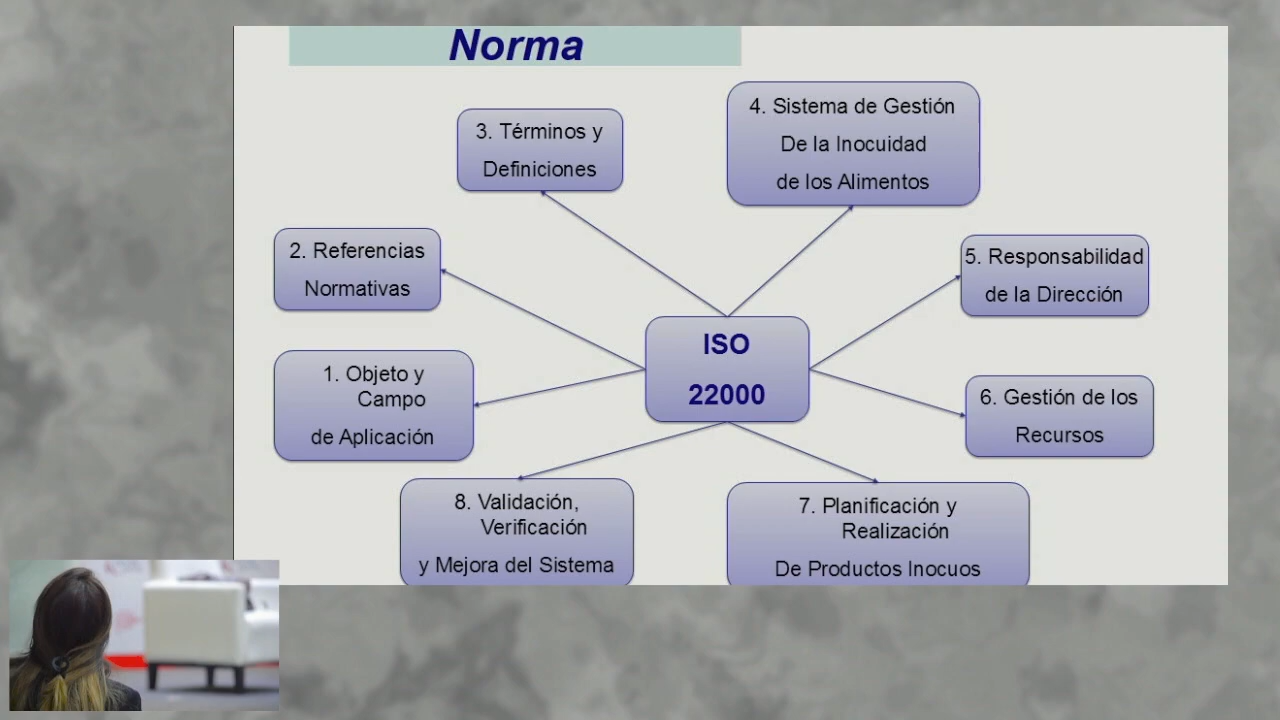 Norma
3. Términos y
Definiciones
4. Sistema de Gestión
De la Inocuidad
de los Alimentos
2. Referencias
Normativas
5. Responsabilidad
de la Dirección
ISO
22000
1. Objeto y
Campo
de Aplicación
6. Gestión de los
Recursos
8. Validación,
Verificación
y Mejora del Sistema
7. Planificación y
Realización
De Productos Inocuos